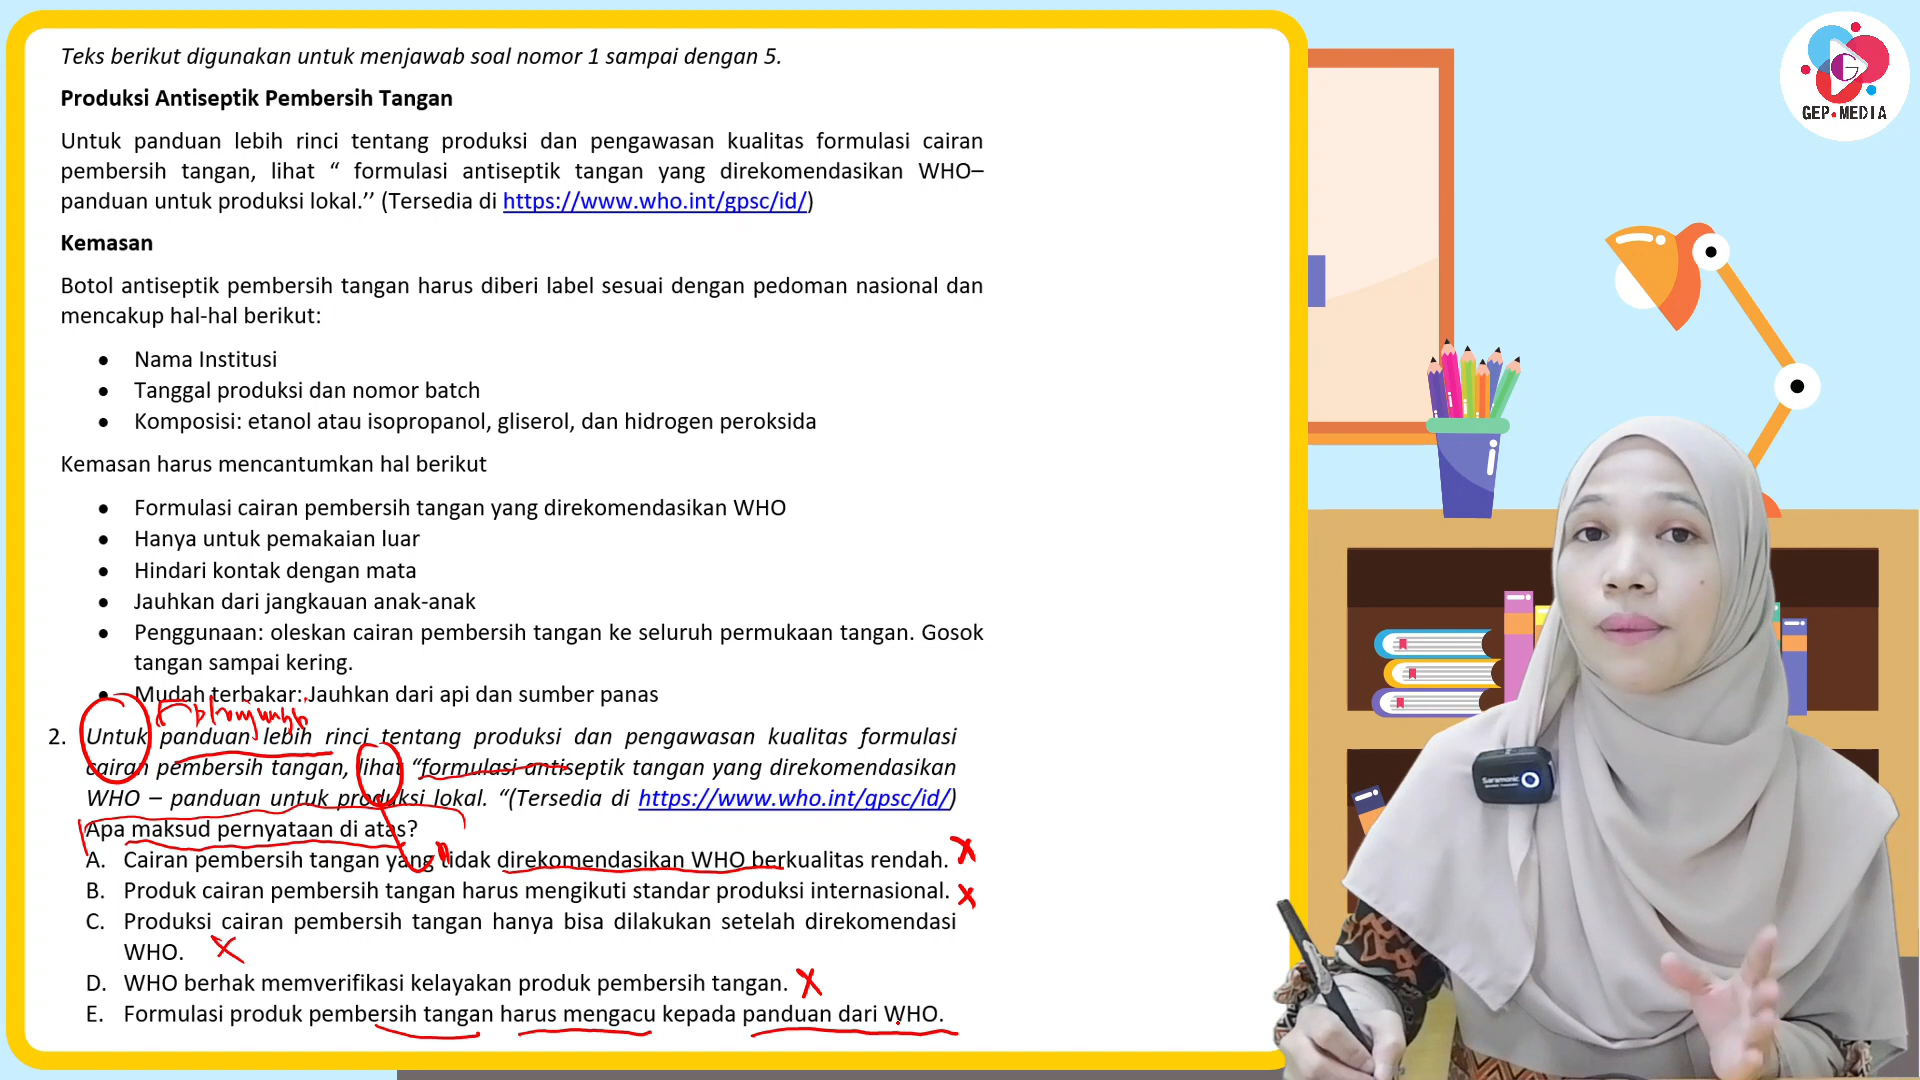 Teks berikut digunakan untuk menjawab soal nomor 1 sampai dengan 5.
Produksi Antiseptik Pembersih Tangan
Untuk panduan lebih rinci tentang produksi dan pengawasan kualitas formulasi cairan
pembersih tangan, lihat “ formulasi antiseptik tangan yang direkomendasikan WHO–
panduan untuk produksi lokal.’’ (Tersedia di https://www.who.int/gpsc/id/)
Kemasan
Botol antiseptik pembersih tangan harus diberi label sesuai dengan pedoman nasional dan
mencakup hal-hal berikut:
• Nama Institusi
• Tanggal produksi dan nomor batch
• Komposisi: etanol atau isopropanol, gliserol, dan hidrogen peroksida
Kemasan harus mencantumkan hal berikut
• Formulasi cairan pembersih tangan yang direkomendasikan WHO
• Hanya untuk pemakaian luar
• Hindari kontak dengan mata
• Jauhkan dari jangkauan anak-anak
• Penggunaan: oleskan cairan pembersih tangan ke seluruh permukaan tangan. Gosok
tangan sampai kering.
• Mudah terbakar: Jauhkan dari api dan sumber panas
2. Untuk panduan lebih rinci tentang produksi dan pengawasan kualitas formulasi
cairan pembersih tangan, lihat “formulasi antiseptik tangan yang direkomendasikan
WHO – panduan untuk produksi lokal. “(Tersedia di https://www.who.int/gpsc/id/)
Apa maksud pernyataan di atas?
A. Cairan pembersih tangan yang tidak direkomendasikan WHO berkualitas rendah.
B. Produk cairan pembersih tangan harus mengikuti standar produksi internasional.
C. Produksi cairan pembersih tangan hanya bisa dilakukan setelah direkomendasi
WHO.
D. WHO berhak memverifikasi kelayakan produk pembersih tangan.
E. Formulasi produk pembersih tangan harus mengacu kepada panduan dari WHO.
G
GEP•MEDIA
Saramonic